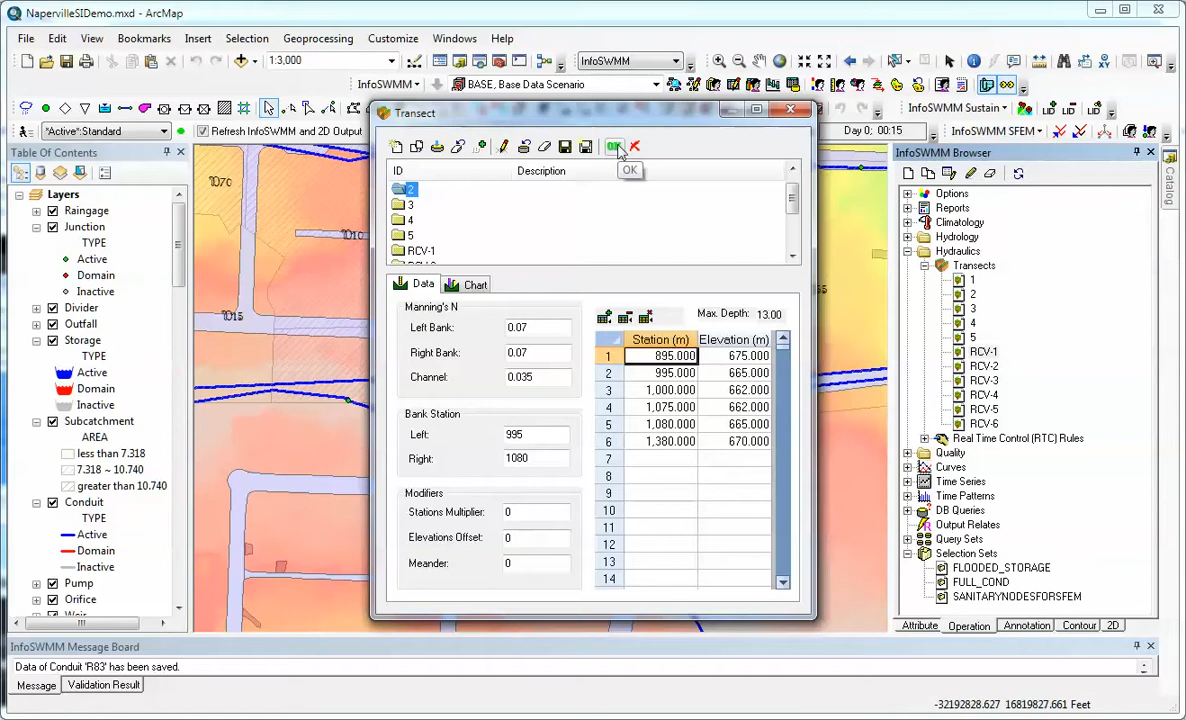 NapervilleSIDemo.mxd - ArcMap
File Edit View Bookmarks Insert Selection Geoprocessing Customize Windows Help
1:3,000 InfoSWMM
InfoSWMM BASE, Base Data Scenario
InfoSWMM Sustain
"Active":Standard Refresh InfoSWMM and 2D Output Day 0; 00:15 InfoSWMM SFEM
Table Of Contents
Layers
Raingage
Junction
TYPE
Active
Domain
Inactive
Divider
Outfall
Storage
TYPE
Active
Domain
Inactive
Subcatchment
AREA
less than 7.318
7.318 ~ 10.740
greater than 10.740
Conduit
TYPE
Active
Domain
Inactive
Pump
Orifice
1070
1010
1015
Transect
OK
OK
ID Description
2
3
4
5
RCV-1
Data Chart
Manning's N
Left Bank: 0.07
Right Bank: 0.07
Channel: 0.035
Bank Station
Left: 995
Right: 1080
Modifiers
Stations Multiplier: 0
Elevations Offset: 0
Meander: 0
Max. Depth: 13.00
Station (m) Elevation (m)
1 895.000 675.000
2 995.000 665.000
3 1,000.000 662.000
4 1,075.000 662.000
5 1,080.000 665.000
6 1,380.000 670.000
7
8
9
10
11
12
13
14
InfoSWMM Browser
Options
Reports
Climatology
Hydrology
Hydraulics
Transects
1
2
3
4
5
RCV-1
RCV-2
RCV-3
RCV-4
RCV-5
RCV-6
Real Time Control (RTC) Rules
Quality
Curves
Time Series
Time Patterns
DB Queries
Output Relates
Query Sets
Selection Sets
FLOODED_STORAGE
FULL_COND
SANITARYNODESFORSFEM
Attribute Operation Annotation Contour 2D
Catalog
InfoSWMM Message Board
Data of Conduit 'R83' has been saved.
Message Validation Result
-32192828.627 16819827.661 Feet